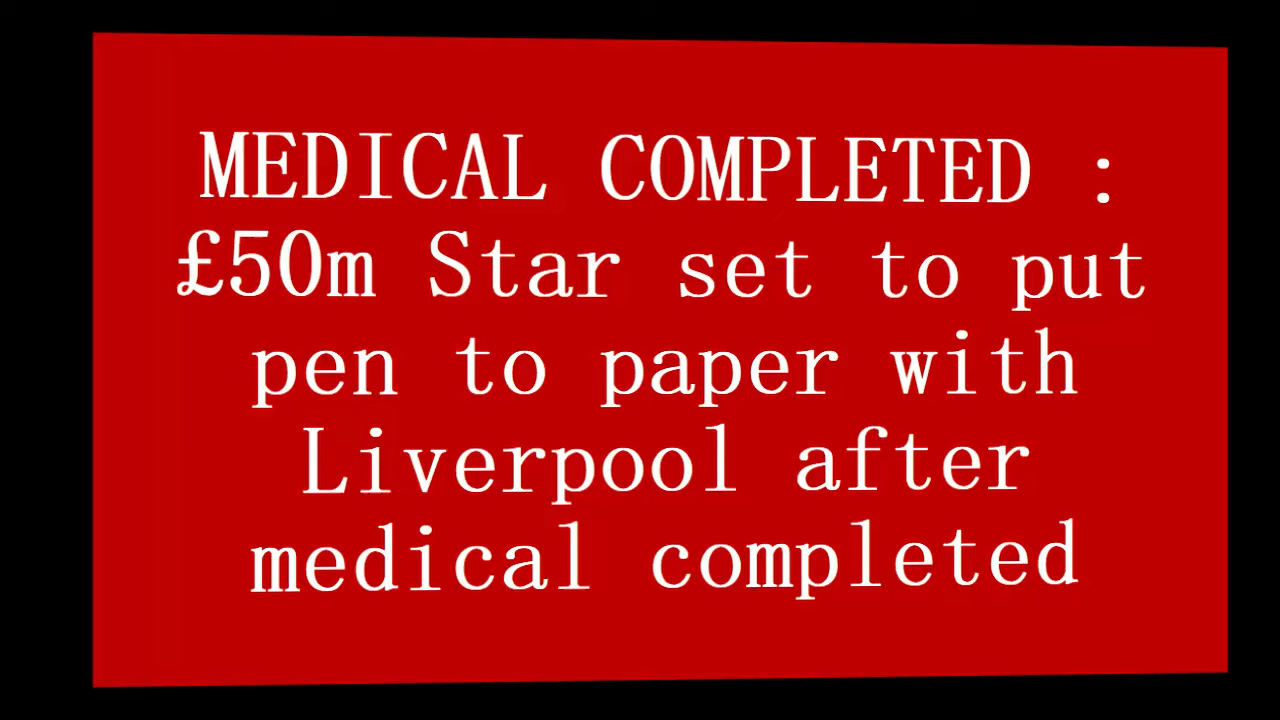 MEDICAL COMPLETED :
£50m Star set to put
pen to paper with
Liverpool after
medical completed